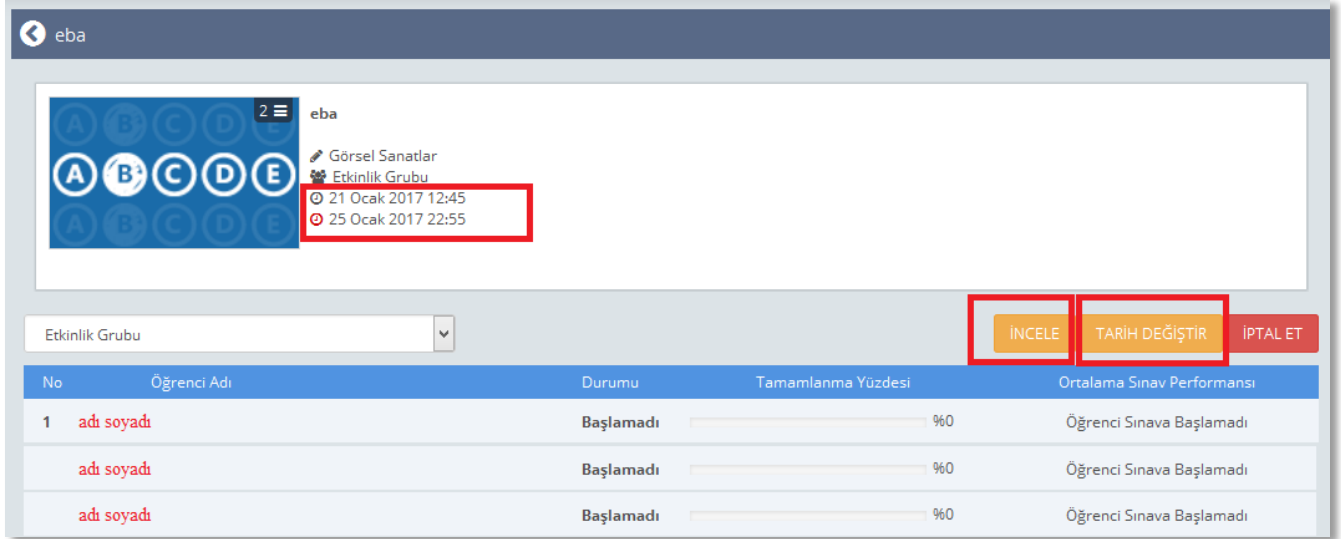 eba
2
A B C D E
A B C D E
A B C D E
eba
Görsel Sanatlar
Etkinlik Grubu
21 Ocak 2017 12:45
25 Ocak 2017 22:55
Etkinlik Grubu
İNCELE TARİH DEĞİŞTİR İPTAL ET
No Öğrenci Adı Durumu Tamamlanma Yüzdesi Ortalama Sınav Performansı
1 adı soyadı Başlamadı %0 Öğrenci Sınava Başlamadı
adı soyadı Başlamadı %0 Öğrenci Sınava Başlamadı
adı soyadı Başlamadı %0 Öğrenci Sınava Başlamadı